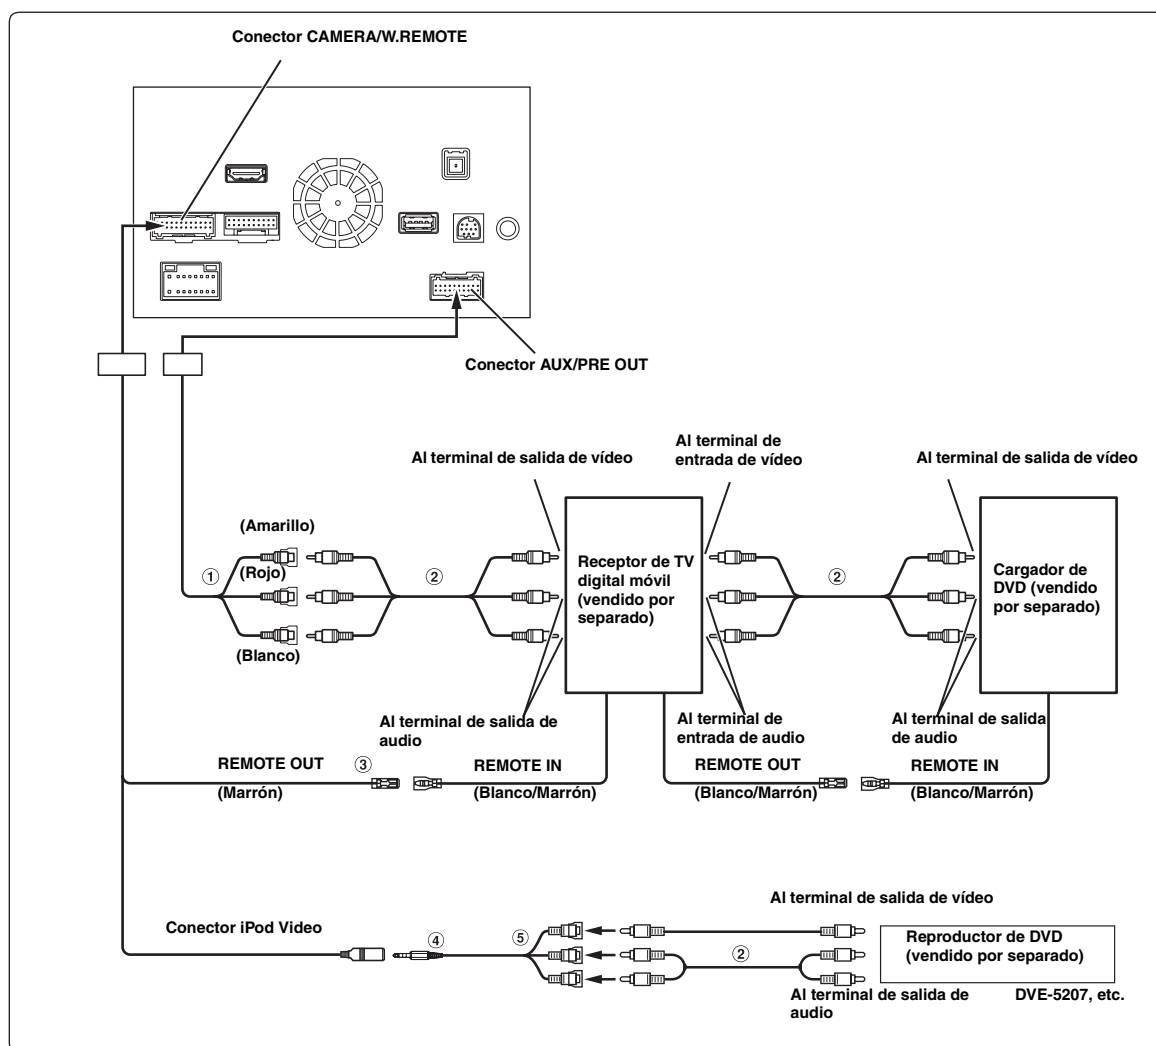 Conector CAMERA/W.REMOTE
Conector AUX/PRE OUT
Al terminal de salida de vídeo
Al terminal de
entrada de vídeo
Al terminal de salida de vídeo
(Amarillo)
(Rojo)
(Blanco)
①
②
Receptor de TV
digital móvil
(vendido por
separado)
②
Cargador de
DVD (vendido
por separado)
Al terminal de salida de
audio
Al terminal de
entrada de audio
Al terminal de salida
de audio
REMOTE OUT
③
(Marrón)
REMOTE IN
(Blanco/Marrón)
REMOTE OUT
(Blanco/Marrón)
REMOTE IN
(Blanco/Marrón)
Al terminal de salida de vídeo
Conector iPod Video
④
⑤
②
Reproductor de DVD
(vendido por separado)
Al terminal de salida de
audio
DVE-5207, etc.